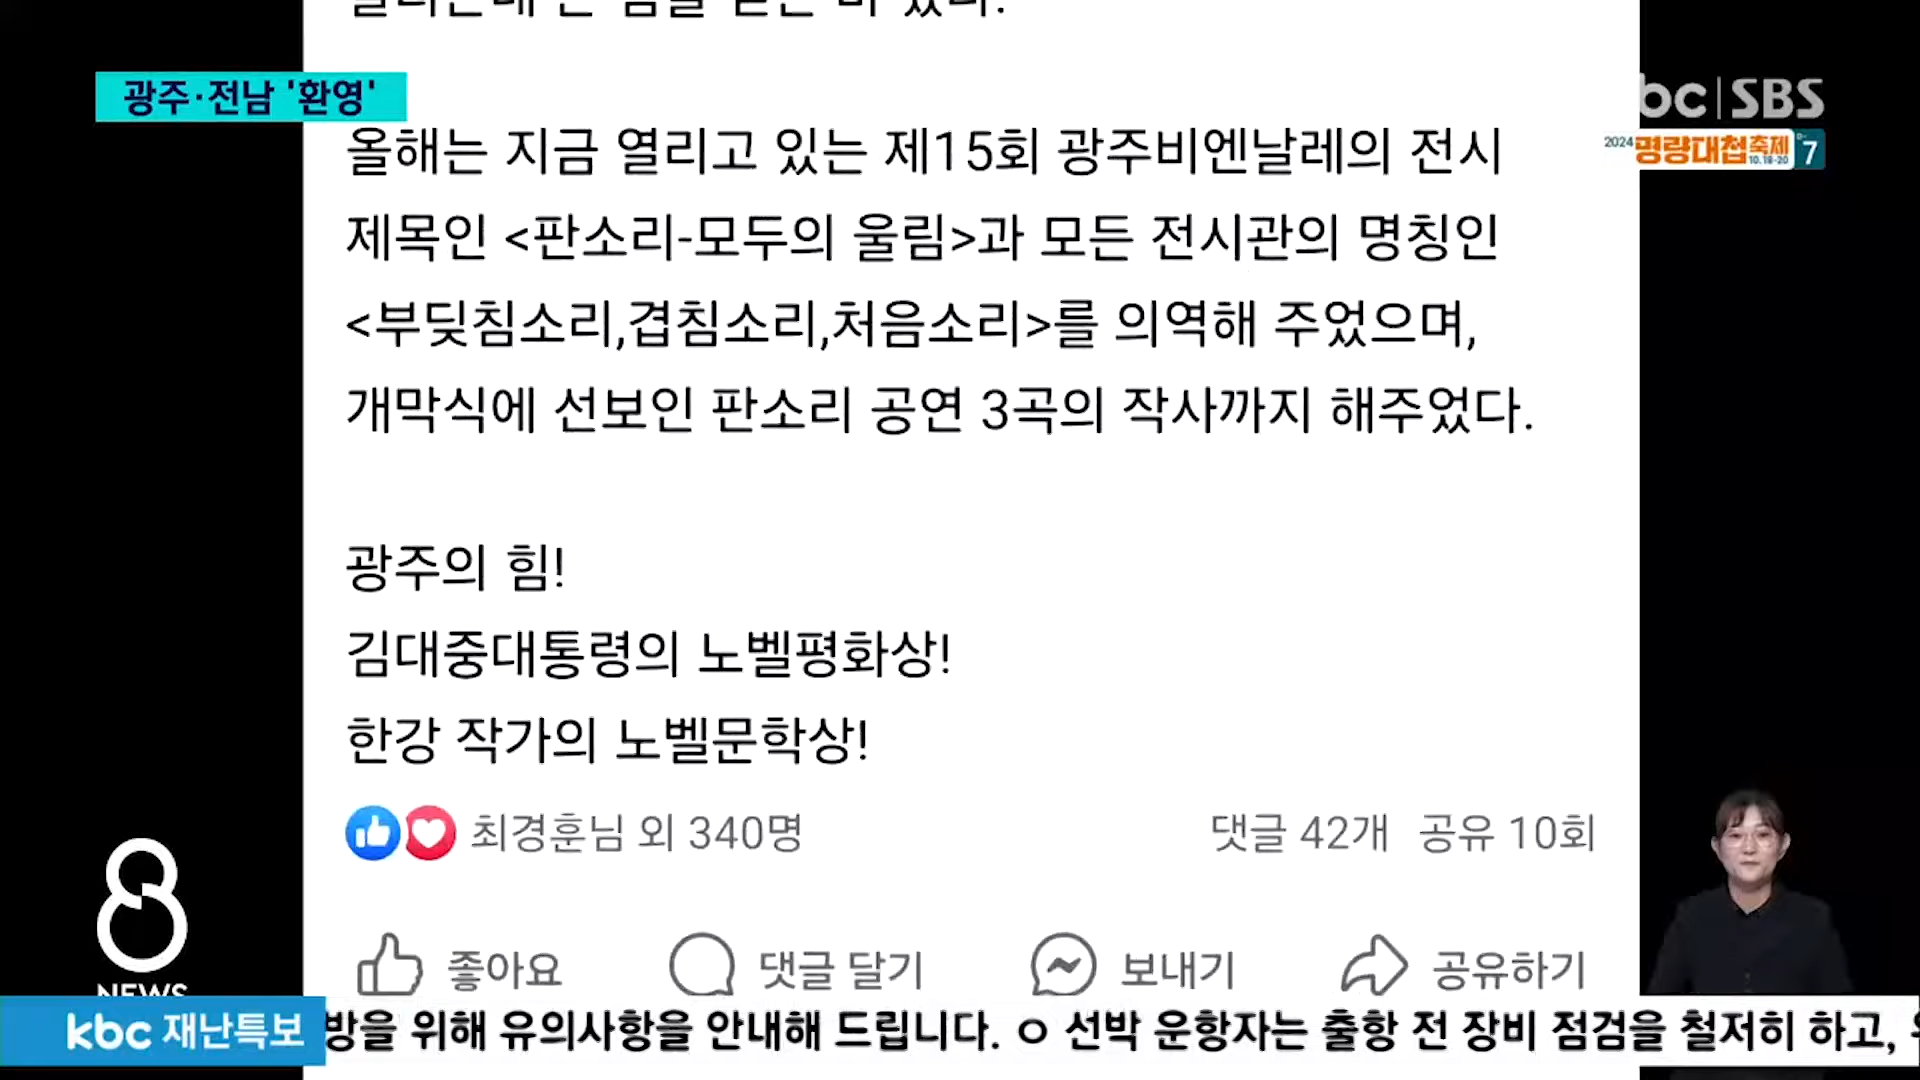 광주·전남 '환영'
kbc SBS
2024 명량대첩축제 10.18-20 D-7
올해는 지금 열리고 있는 제15회 광주비엔날레의 전시
제목인 <판소리-모두의 울림>과 모든 전시관의 명칭인
<부딪침소리,겹침소리,처음소리>를 의역해 주었으며,
개막식에 선보인 판소리 공연 3곡의 작사까지 해주었다.
광주의 힘!
김대중대통령의 노벨평화상!
한강 작가의 노벨문학상!
최경훈님 외 340명
댓글 42개 공유 10회
좋아요 댓글 달기 보내기 공유하기
8 NEWS
kbc 재난특보
방을 위해 유의사항을 안내해 드립니다. ㅇ 선박 운항자는 출항 전 장비 점검을 철저히 하고,